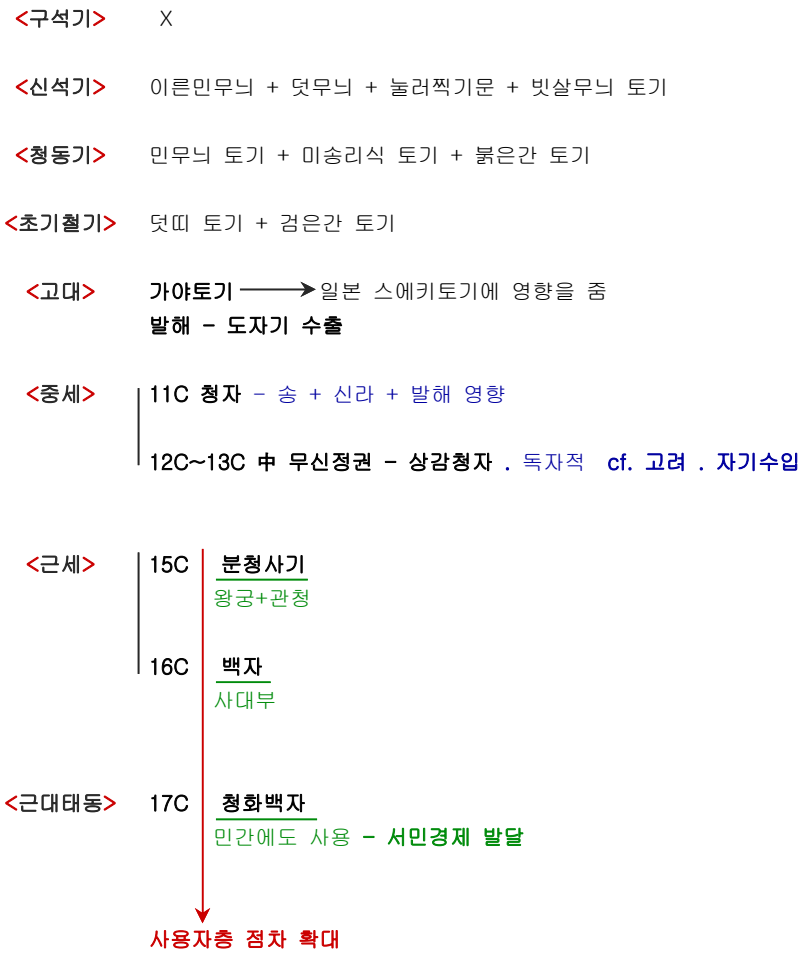 <구석기> X
<신석기> 이른민무늬 + 덧무늬 + 눌러찍기문 + 빗살무늬 토기
<청동기> 민무늬 토기 + 미송리식 토기 + 붉은간 토기
<초기철기> 덧띠 토기 + 검은간 토기
<고대> 가야토기 → 일본 스에키토기에 영향을 줌
발해 - 도자기 수출
<중세> 11C 청자 - 송 + 신라 + 발해 영향
12C~13C 中 무신정권 - 상감청자 . 독자적 cf. 고려 . 자기수입
<근세> 15C 분청사기
왕궁+관청
16C 백자
사대부
<근대태동> 17C 청화백자
민간에도 사용 - 서민경제 발달
사용자층 점차 확대